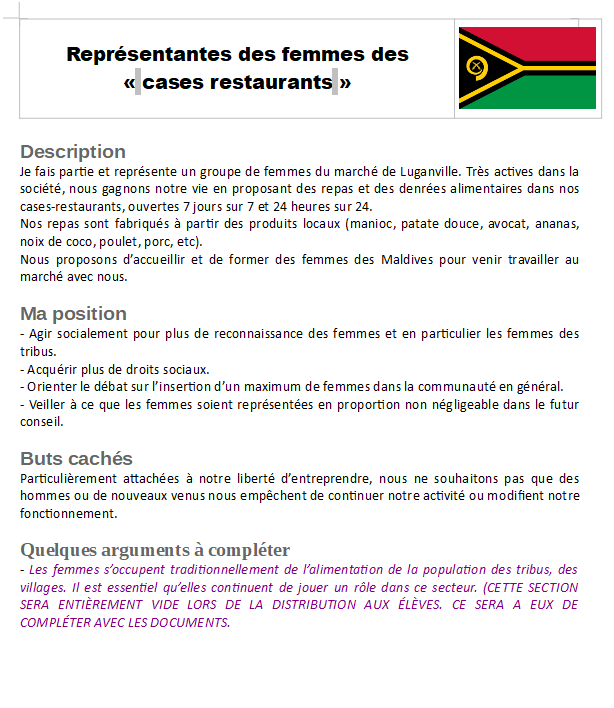 Représentantes des femmes des
« cases restaurants »
Description
Je fais partie et représente un groupe de femmes du marché de Luganville. Très actives dans la
société, nous gagnons notre vie en proposant des repas et des denrées alimentaires dans nos
cases-restaurants, ouvertes 7 jours sur 7 et 24 heures sur 24.
Nos repas sont fabriqués à partir des produits locaux (manioc, patate douce, avocat, ananas,
noix de coco, poulet, porc, etc).
Nous proposons d’accueillir et de former des femmes des Maldives pour venir travailler au
marché avec nous.
Ma position
- Agir socialement pour plus de reconnaissance des femmes et en particulier les femmes des
tribus.
- Acquérir plus de droits sociaux.
- Orienter le débat sur l’insertion d’un maximum de femmes dans la communauté en général.
- Veiller à ce que les femmes soient représentées en proportion non négligeable dans le futur
conseil.
Buts cachés
Particulièrement attachées à notre liberté d’entreprendre, nous ne souhaitons pas que des
hommes ou de nouveaux venus nous empêchent de continuer notre activité ou modifient notre
fonctionnement.
Quelques arguments à compléter
- Les femmes s’occupent traditionnellement de l’alimentation de la population des tribus, des
villages. Il est essentiel qu’elles continuent de jouer un rôle dans ce secteur. (CETTE SECTION
SERA ENTIÈREMENT VIDE LORS DE LA DISTRIBUTION AUX ÉLÈVES. CE SERA A EUX DE
COMPLÉTER AVEC LES DOCUMENTS.